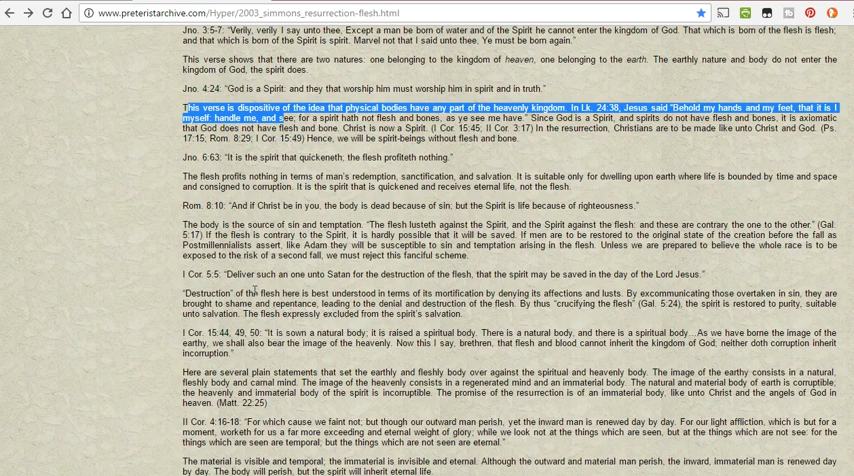 www.preteristarchive.com/Hyper/2003_simmons_resurrection-flesh.html
Jno. 3:5-7: “Verily, verily I say unto thee, Except a man be born of water and of the Spirit he cannot enter the kingdom of God. That which is born of the flesh is flesh;
and that which is born of the Spirit is spirit. Marvel not that I said unto thee, Ye must be born again.”
This verse shows that there are two natures: one belonging to the kingdom of heaven, one belonging to the earth. The earthly nature and body do not enter the
kingdom of God, the spirit does.
Jno. 4:24: “God is a Spirit: and they that worship him must worship him in spirit and in truth.”
This verse is dispositive of the idea that physical bodies have any part of the heavenly kingdom. In Lk. 24:38, Jesus said “Behold my hands and my feet, that it is I
myself: handle me, and see; for a spirit hath not flesh and bones, as ye see me have.” Since God is a Spirit, and spirits do not have flesh and bones, it is axiomatic
that God does not have flesh and bone. Christ is now a Spirit. (I Cor. 15:45; II Cor. 3:17) In the resurrection, Christians are to be made like unto Christ and God. (Ps.
17:15; Rom. 8:29; I Cor. 15:49) Hence, we will be spirit-beings without flesh and bone.
Jno. 6:63: “It is the spirit that quickeneth; the flesh profiteth nothing.”
The flesh profits nothing in terms of man’s redemption, sanctification, and salvation. It is suitable only for dwelling upon earth where life is bounded by time and space
and consigned to corruption. It is the spirit that is quickened and receives eternal life, not the flesh.
Rom. 8:10: “And if Christ be in you, the body is dead because of sin; but the Spirit is life because of righteousness.”
The body is the source of sin and temptation. “The flesh lusteth against the Spirit, and the Spirit against the flesh: and these are contrary the one to the other.” (Gal.
5:17) If the flesh is contrary to the Spirit, it is hardly possible that it will be saved. If men are to be restored to the original state of the creation before the fall as
Postmillennialists assert, like Adam they will be susceptible to sin and temptation arising in the flesh. Unless we are prepared to believe the whole race is to be
exposed to the risk of a second fall, we must reject this fanciful scheme.
I Cor. 5:5: “Deliver such an one unto Satan for the destruction of the flesh, that the spirit may be saved in the day of the Lord Jesus.”
“Destruction” of the flesh here is best understood in terms of its mortification by denying its affections and lusts. By excommunicating those overtaken in sin, they are
brought to shame and repentance, leading to the denial and destruction of the flesh. By thus “crucifying the flesh” (Gal. 5:24), the spirit is restored to purity, suitable
unto salvation. The flesh expressly excluded from the spirit’s salvation.
I Cor. 15:44, 49, 50: “It is sown a natural body; it is raised a spiritual body. There is a natural body, and there is a spiritual body…As we have borne the image of the
earthy, we shall also bear the image of the heavenly. Now this I say, brethren, that flesh and blood cannot inherit the kingdom of God; neither doth corruption inherit
incorruption.”
Here are several plain statements that set the earthly and fleshly body over against the spiritual and heavenly body. The image of the earthy consists in a natural,
fleshly body and carnal mind. The image of the heavenly consists in a regenerated mind and an immaterial body. The natural and material body of earth is corruptible;
the heavenly and immaterial body of the spirit is incorruptible. The promise of the resurrection is of an immaterial body, like unto Christ and the angels of God in
heaven. (Matt. 22:25)
II Cor. 4:16-18: “For which cause we faint not; but though our outward man perish, yet the inward man is renewed day by day. For our light affliction, which is but for a
moment, worketh for us a far more exceeding and eternal weight of glory; while we look not at the things which are seen, but at the things which are not seen: for the
things which are seen are temporal; but the things which are not seen are eternal.”
The material is visible and temporal; the immaterial is invisible and eternal. Although the outward and material man perish, the inward, immaterial man is renewed day
by day. The body will perish, but the spirit will inherit eternal life.